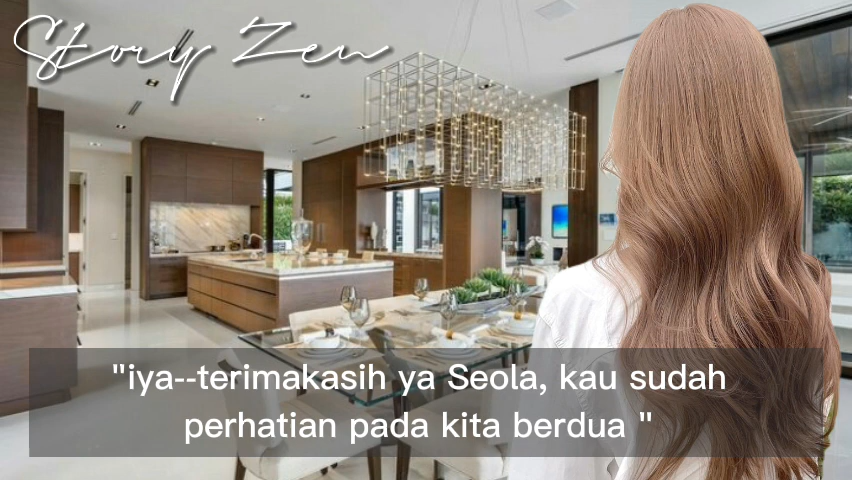 Story Zen
"iya--terimakasih ya Seola, kau sudah
perhatian pada kita berdua "